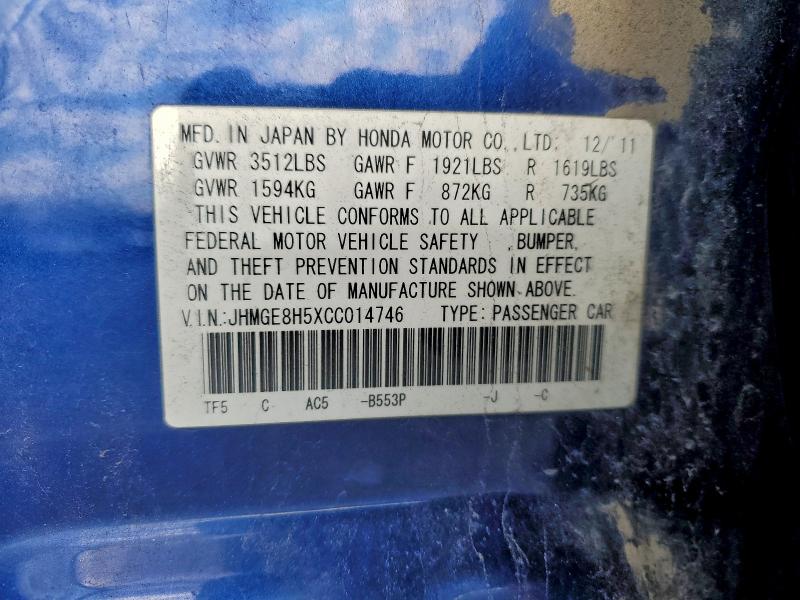 MFD. IN JAPAN BY HONDA MOTOR CO., LTD. 12/'11
GVWR 3512LBS GAWR F 1921LBS R 1619LBS
GVWR 1594KG GAWR F 872KG R 735KG
THIS VEHICLE CONFORMS TO ALL APPLICABLE
FEDERAL MOTOR VEHICLE SAFETY ,BUMPER,
AND THEFT PREVENTION STANDARDS IN EFFECT
ON THE DATE OF MANUFACTURE SHOWN ABOVE.
V.I.N.:JHMGE8H5XCC014746 TYPE: PASSENGER CAR
TF5 C AC5 -B553P -J -C